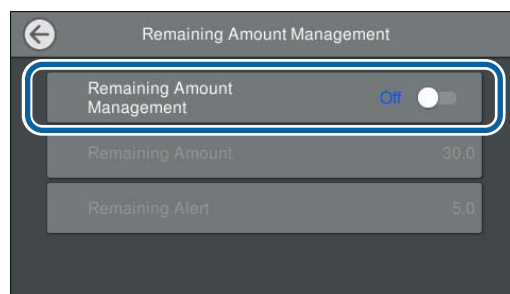 Remaining Amount Management
Remaining Amount
Management
Off
Remaining Amount
30.0
Remaining Alert
5.0